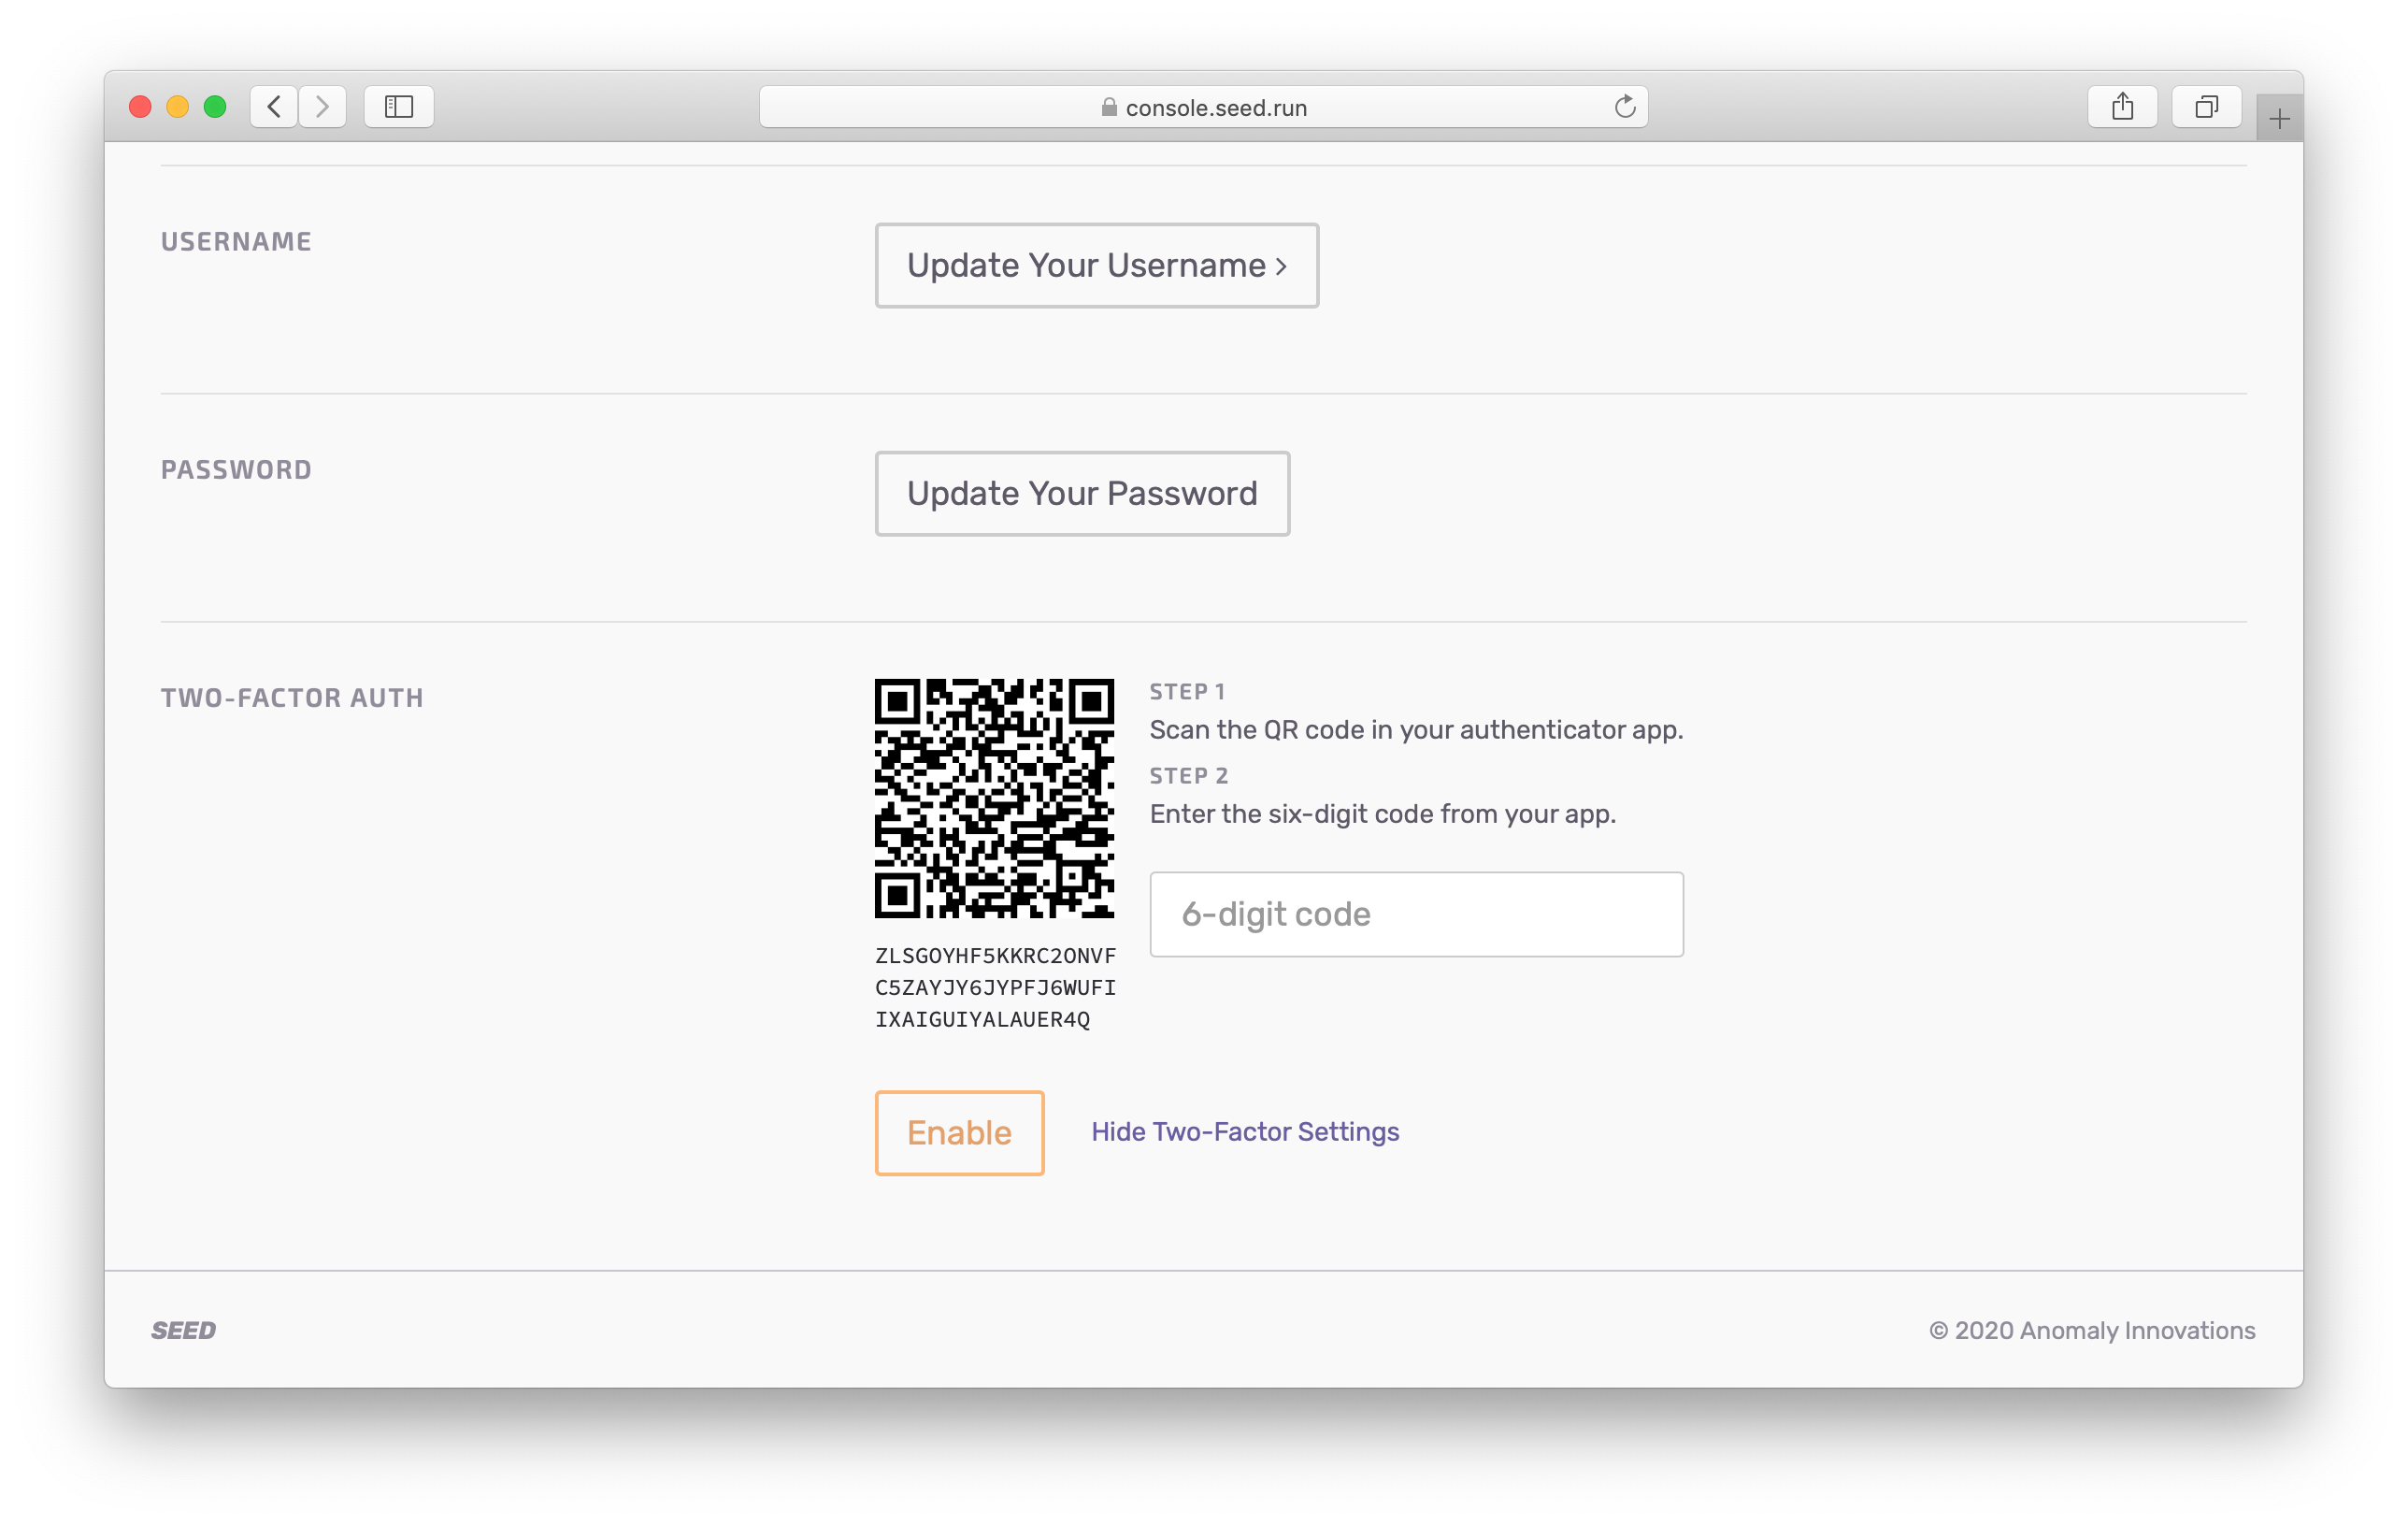 console.seed.run
USERNAME
Update Your Username >
PASSWORD
Update Your Password
TWO-FACTOR AUTH
STEP 1
Scan the QR code in your authenticator app.
STEP 2
Enter the six-digit code from your app.
6-digit code
ZLSGOYHF5KKRC2ONVF
C5ZAYJY6JYPFJ6WUFI
IXAIGUIYALAUER4Q
Enable
Hide Two-Factor Settings
SEED
© 2020 Anomaly Innovations